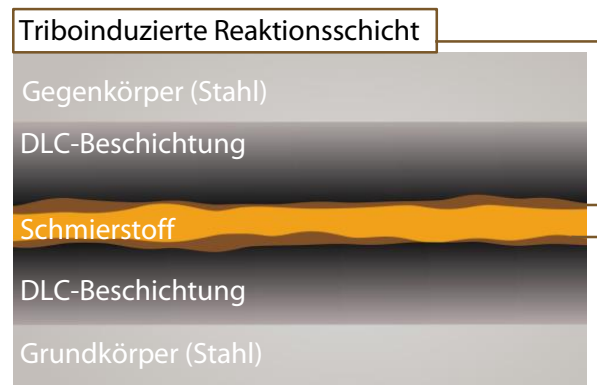 Triboinduzierte Reaktionsschicht
Gegenkörper (Stahl)
DLC-Beschichtung
Schmierstoff
DLC-Beschichtung
Grundkörper (Stahl)